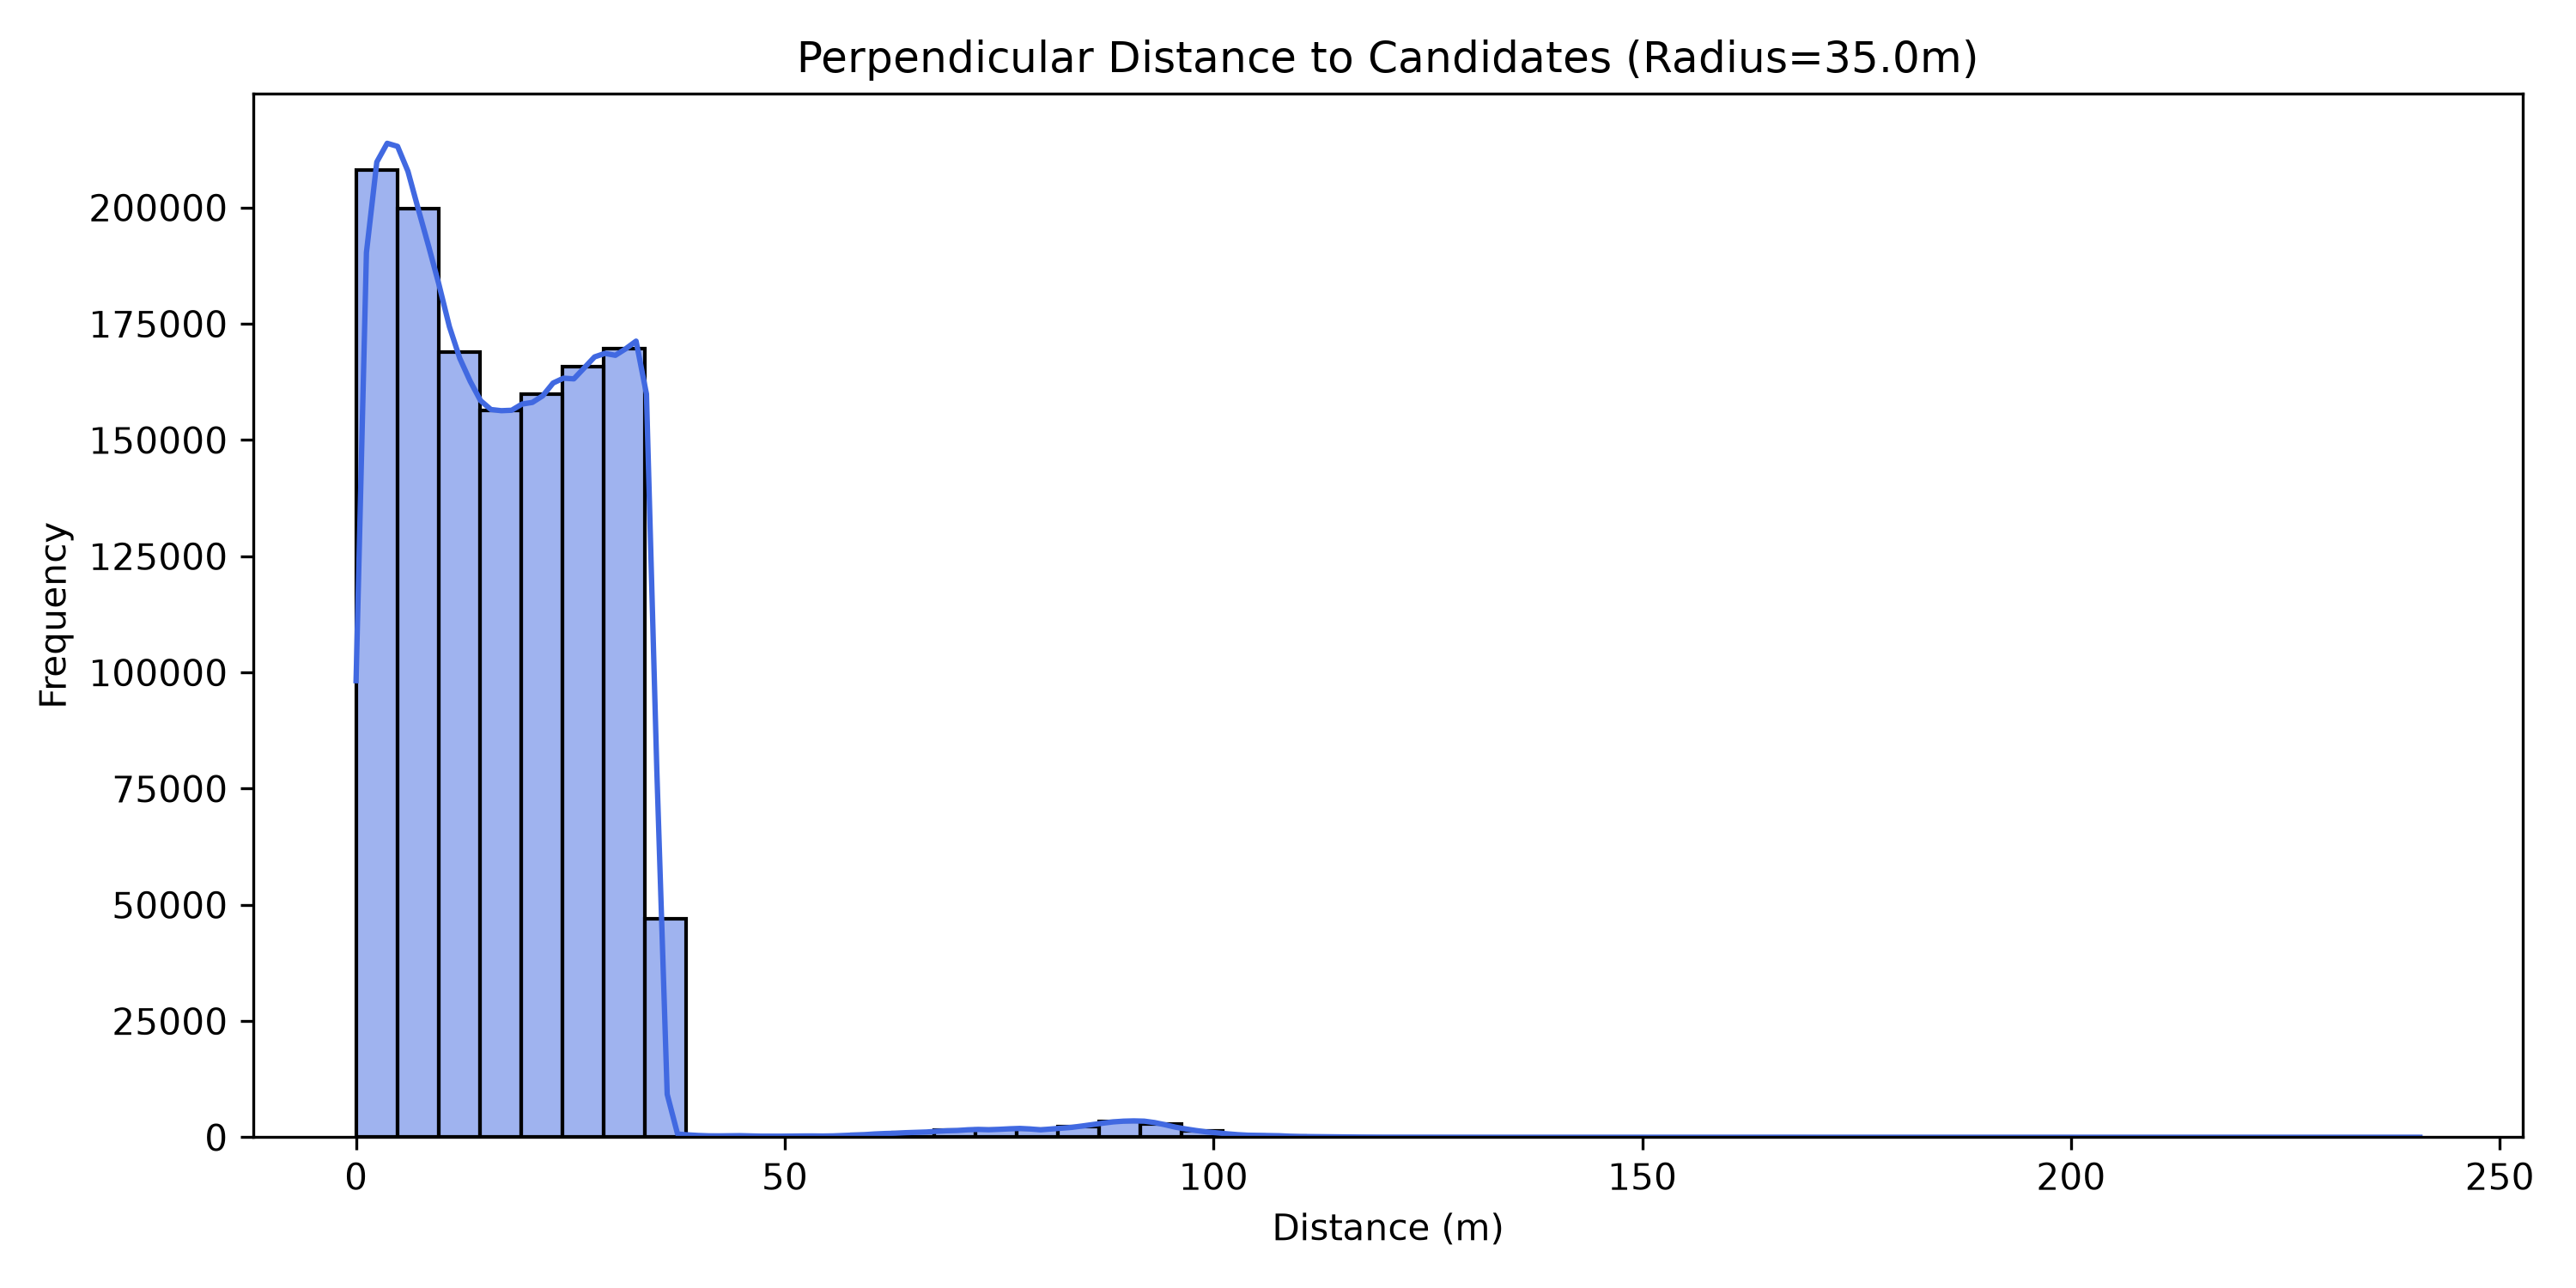 Perpendicular Distance to Candidates (Radius=35.0m)
Frequency
200000
175000
150000
125000
100000
75000
50000
25000
0
0 50 100 150 200 250
Distance (m)